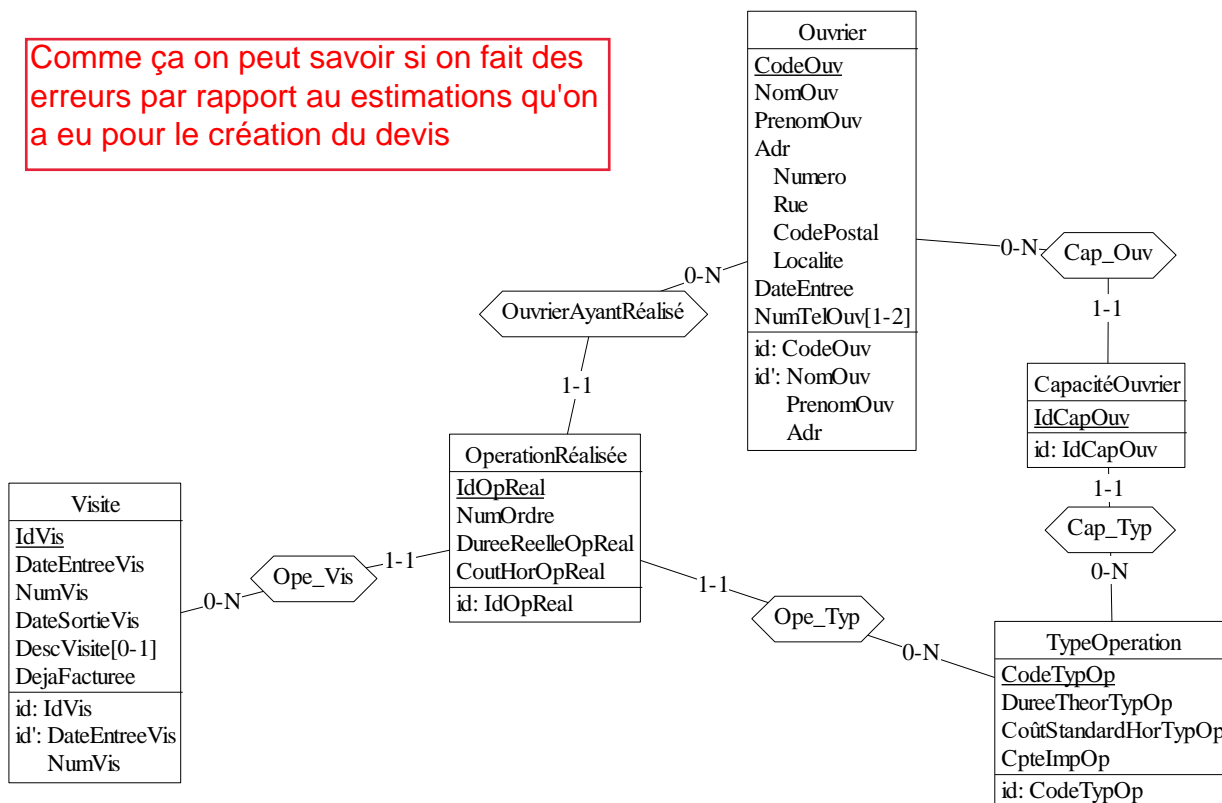 Comme ça on peut savoir si on fait des
erreurs par rapport au estimations qu'on
a eu pour le création du devis
Ouvrier
CodeOuv
NomOuv
PrenomOuv
Adr
Numero
Rue
CodePostal
Localite
DateEntree
NumTelOuv[1-2]
id: CodeOuv
id': NomOuv
PrenomOuv
Adr
0-N
Cap_Ouv
1-1
0-N
OuvrierAyantRéalisé
1-1
CapacitéOuvrier
IdCapOuv
id: IdCapOuv
1-1
Cap_Typ
0-N
OperationRéalisée
IdOpReal
NumOrdre
DureeReelleOpReal
CoutHorOpReal
id: IdOpReal
Visite
IdVis
DateEntreeVis
NumVis
DateSortieVis
DescVisite[0-1]
DejaFacturee
id: IdVis
id': DateEntreeVis
NumVis
0-N
Ope_Vis
1-1
1-1
Ope_Typ
0-N
TypeOperation
CodeTypOp
DureeTheorTypOp
CoûtStandardHorTypOp
CpteImpOp
id: CodeTypOp